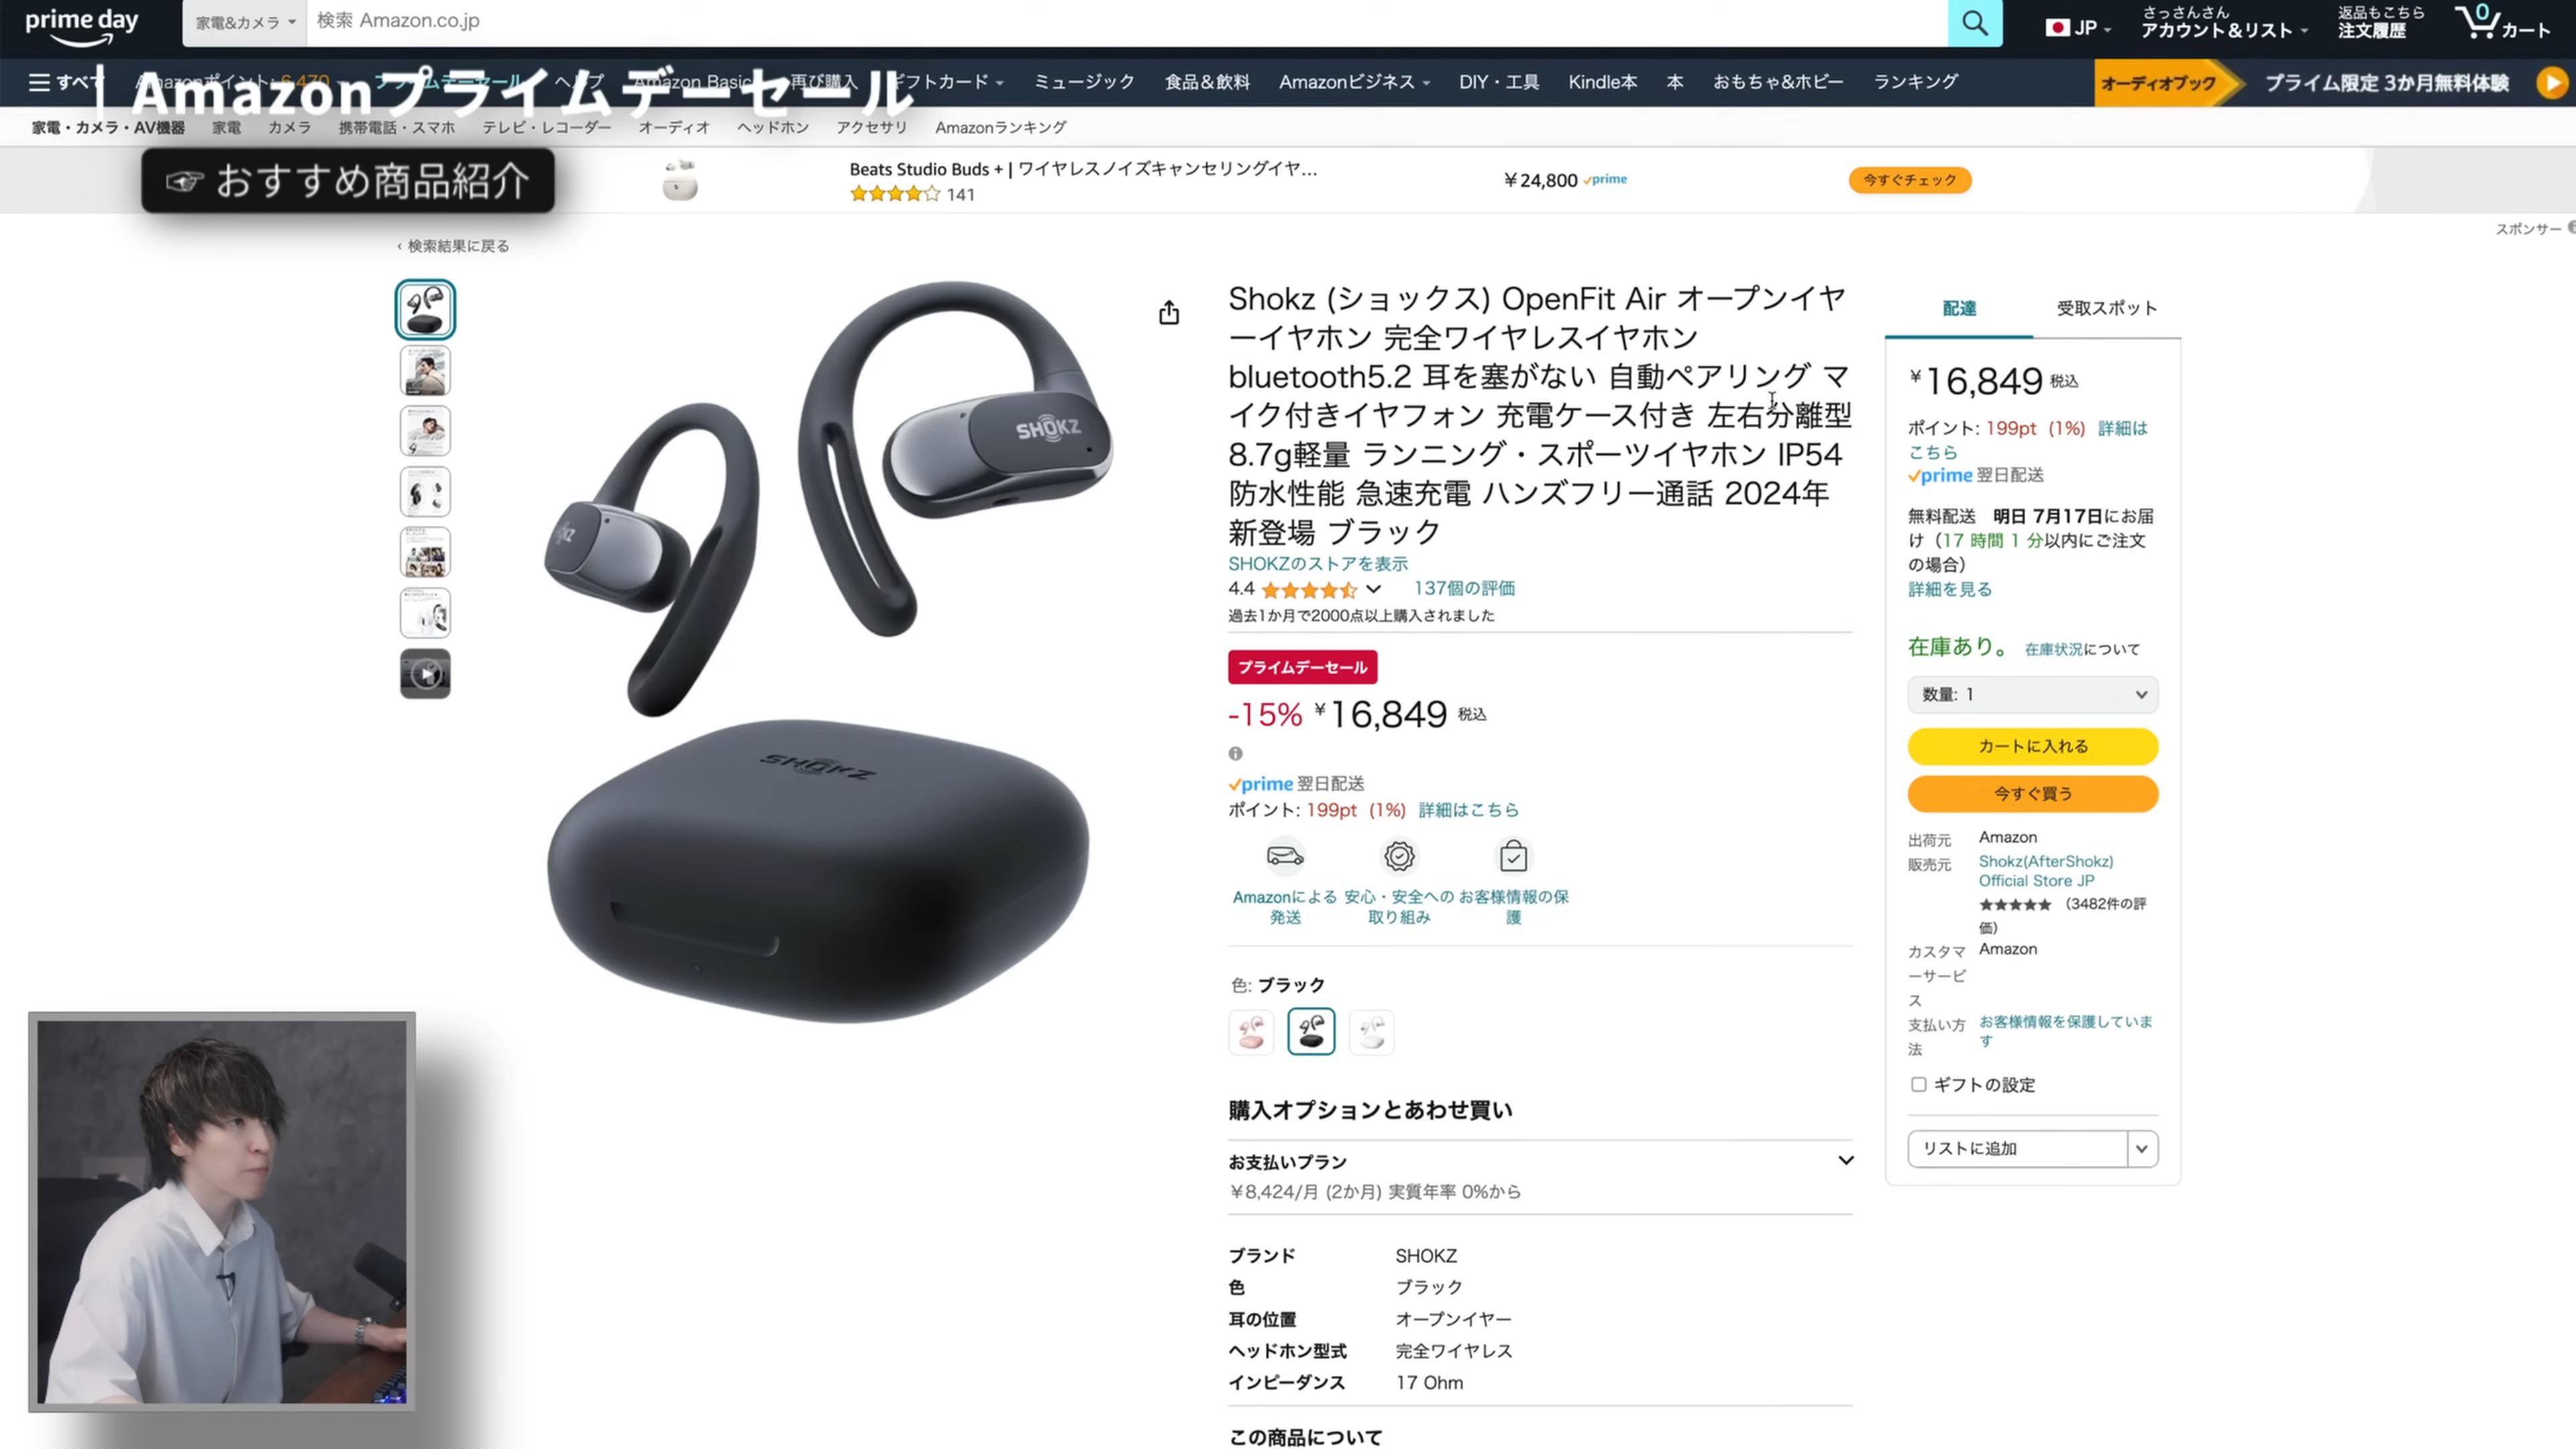 prime day
家電&カメラ
検索 Amazon.co.jp
JP
さっさんさん
アカウント＆リスト
返品もこちら
注文履歴
0
カート
すべて
Amazonポイント: 6,470
プライムデーセール
ヘルプ
Amazon Basic
再び購入
ギフトカード
ミュージック
食品＆飲料
Amazonビジネス
DIY・工具
Kindle本
本
おもちゃ&ホビー
ランキング
オーディオブック
プライム限定 3か月無料体験
Amazonプライムデーセール
家電・カメラ・AV機器
家電
カメラ
携帯電話・スマホ
テレビ・レコーダー
オーディオ
ヘッドホン
アクセサリ
Amazonランキング
☞ おすすめ商品紹介
Beats Studio Buds + | ワイヤレスノイズキャンセリングイヤ...
141
￥24,800 prime
今すぐチェック
スポンサー
‹ 検索結果に戻る
SHOKZ
SHOKZ
Shokz (ショックス) OpenFit Air オープンイヤ
ーイヤホン 完全ワイヤレスイヤホン
bluetooth5.2 耳を塞がない 自動ペアリング マ
イク付きイヤフォン 充電ケース付き 左右分離型
8.7g軽量 ランニング・スポーツイヤホン IP54
防水性能 急速充電 ハンズフリー通話 2024年
新登場 ブラック
SHOKZのストアを表示
4.4
137個の評価
過去1か月で2000点以上購入されました
プライムデーセール
-15% ￥16,849 税込
prime 翌日配送
ポイント: 199pt (1%) 詳細はこちら
Amazonによる
発送
安心・安全への
取り組み
お客様情報の保
護
色: ブラック
購入オプションとあわせ買い
お支払いプラン
￥8,424/月 (2か月) 実質年率 0%から
ブランド SHOKZ
色 ブラック
耳の位置 オープンイヤー
ヘッドホン型式 完全ワイヤレス
インピーダンス 17 Ohm
この商品について
配達
受取スポット
￥16,849 税込
ポイント: 199pt (1%) 詳細は
こちら
prime 翌日配送
無料配送 明日 7月17日にお届
け（17 時間 1 分以内にご注文
の場合）
詳細を見る
在庫あり。 在庫状況について
数量: 1
カートに入れる
今すぐ買う
出荷元 Amazon
販売元 Shokz(AfterShokz)
Official Store JP
★★★★★ （3482件の評
価）
カスタマ Amazon
ーサービ
ス
支払い方 お客様情報を保護していま
法 す
ギフトの設定
リストに追加